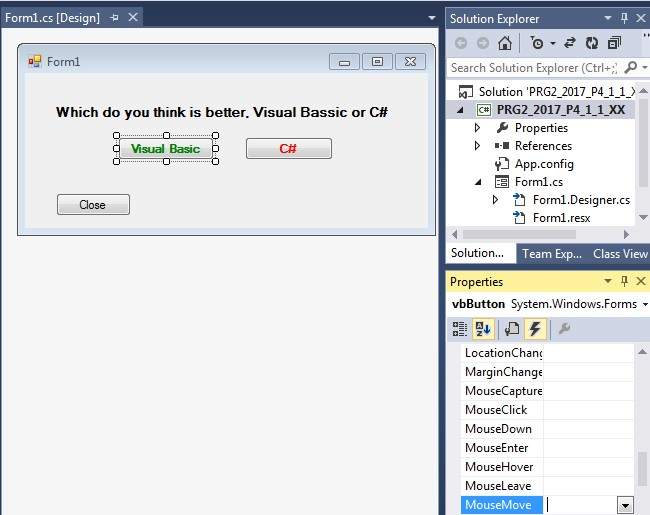 Form1.cs [Design]
Form1
Which do you think is better, Visual Bassic or C#
Visual Basic
C#
Close
Solution Explorer
Search Solution Explorer (Ctrl+;)
Solution 'PRG2_2017_P4_1_1_X
C# PRG2_2017_P4_1_1_XX
Properties
References
App.config
Form1.cs
Form1.Designer.cs
Form1.resx
Solution...
Team Exp...
Class View
Properties
vbButton System.Windows.Forms
LocationChang
MarginChange
MouseCapture
MouseClick
MouseDown
MouseEnter
MouseHover
MouseLeave
MouseMove